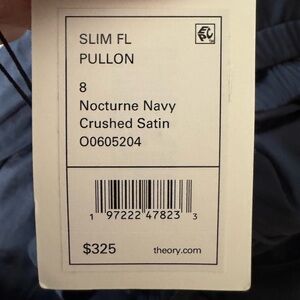 SLIM FL
PULLON
8
Nocturne Navy
Crushed Satin
O0605204
1 97222 47823 3
$325 theory.com